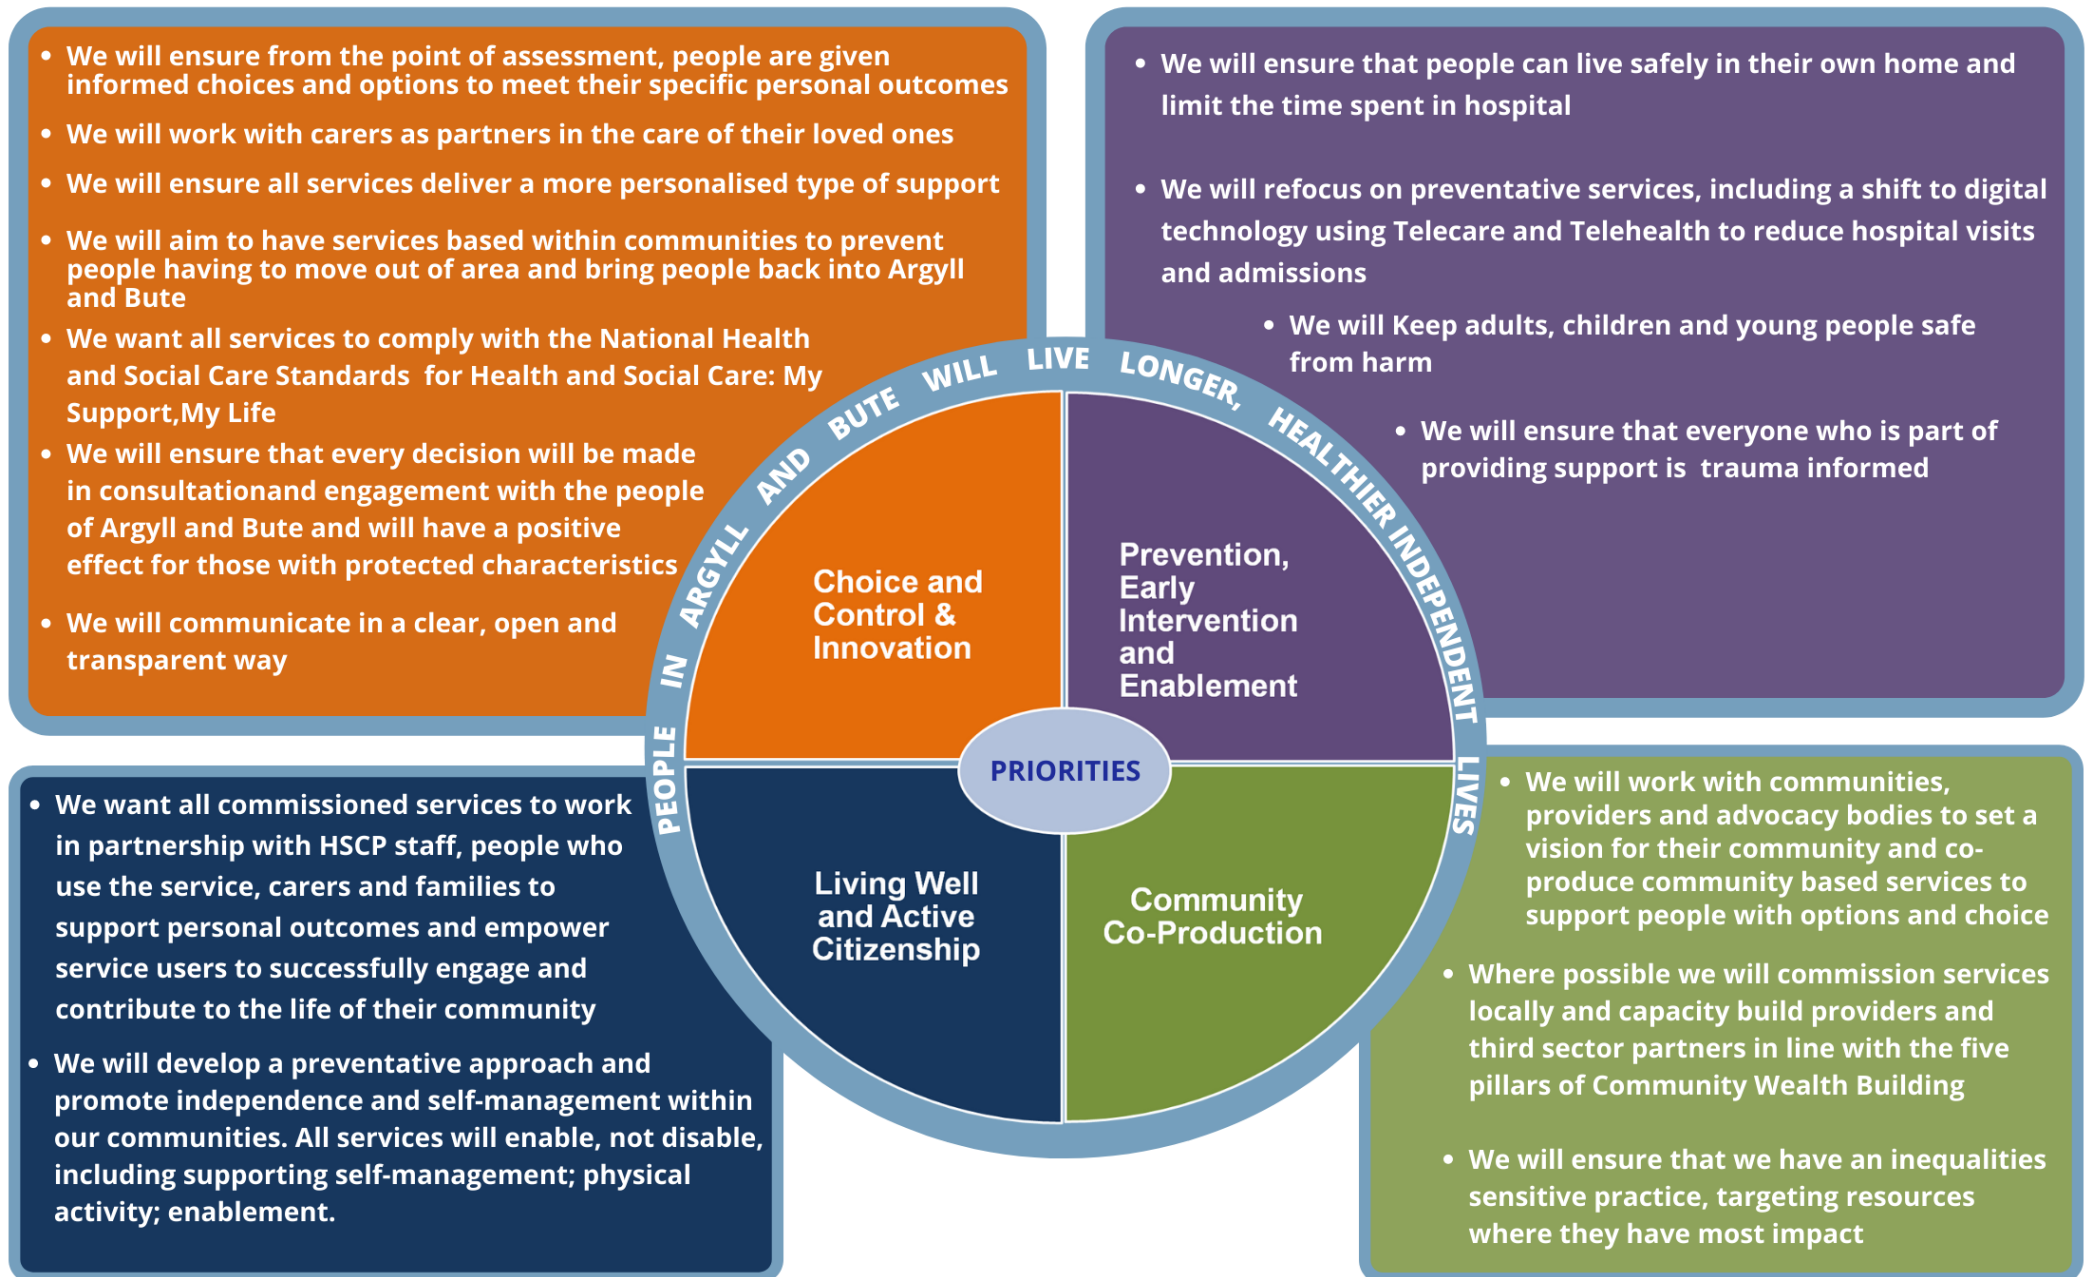 • We will ensure from the point of assessment, people are given
informed choices and options to meet their specific personal outcomes
• We will work with carers as partners in the care of their loved ones
• We will ensure all services deliver a more personalised type of support
• We will aim to have services based within communities to prevent
people having to move out of area and bring people back into Argyll
and Bute
• We want all services to comply with the National Health
and Social Care Standards  for Health and Social Care: My
Support,My Life
• We will ensure that every decision will be made
in consultationand engagement with the people
of Argyll and Bute and will have a positive
effect for those with protected characteristics
• We will communicate in a clear, open and
transparent way
• We will ensure that people can live safely in their own home and
limit the time spent in hospital
• We will refocus on preventative services, including a shift to digital
technology using Telecare and Telehealth to reduce hospital visits
and admissions
• We will Keep adults, children and young people safe
from harm
• We will ensure that everyone who is part of
providing support is  trauma informed
PEOPLE IN ARGYLL AND BUTE WILL LIVE LONGER, HEALTHIER INDEPENDENT LIVES
Choice and
Control &
Innovation
Prevention,
Early
Intervention
and
Enablement
PRIORITIES
Living Well
and Active
Citizenship
Community
Co-Production
• We want all commissioned services to work
in partnership with HSCP staff, people who
use the service, carers and families to
support personal outcomes and empower
service users to successfully engage and
contribute to the life of their community
• We will develop a preventative approach and
promote independence and self-management within
our communities. All services will enable, not disable,
including supporting self-management; physical
activity; enablement.
• We will work with communities,
providers and advocacy bodies to set a
vision for their community and co-
produce community based services to
support people with options and choice
• Where possible we will commission services
locally and capacity build providers and
third sector partners in line with the five
pillars of Community Wealth Building
• We will ensure that we have an inequalities
sensitive practice, targeting resources
where they have most impact